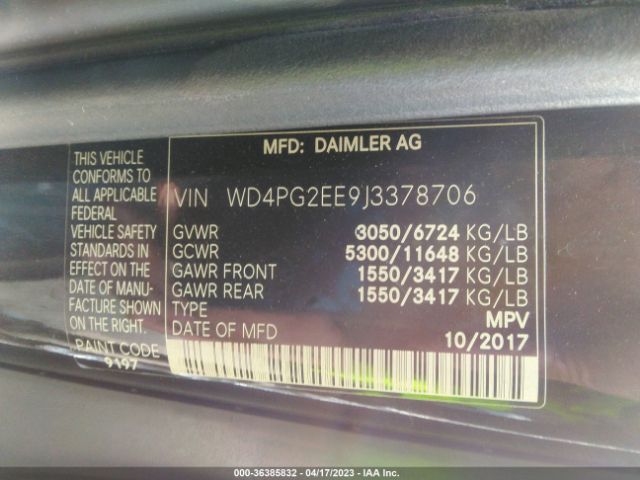 MFD: DAIMLER AG
THIS VEHICLE
CONFORMS TO
ALL APPLICABLE
FEDERAL
VEHICLE SAFETY
STANDARDS IN
EFFECT ON THE
DATE OF MANU-
FACTURE SHOWN
ON THE RIGHT.
PAINT CODE
9197
VIN WD4PG2EE9J3378706
GVWR 3050/6724 KG/LB
GCWR 5300/11648 KG/LB
GAWR FRONT 1550/3417 KG/LB
GAWR REAR 1550/3417 KG/LB
TYPE MPV
DATE OF MFD 10/2017
000-36385832 - 04/17/2023 - IAA Inc.